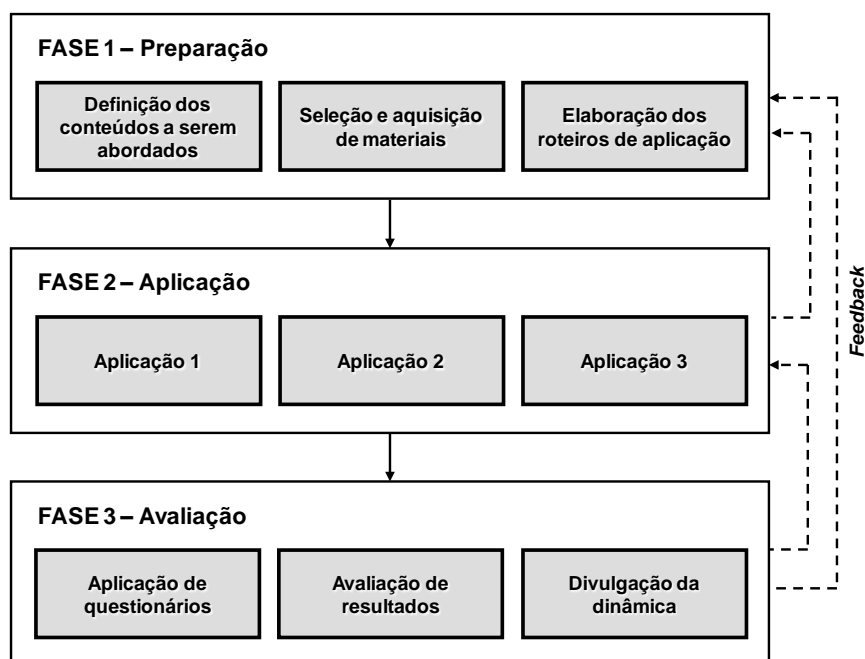 FASE 1 – Preparação
Definição dos
conteúdos a serem
abordados
Seleção e aquisição
de materiais
Elaboração dos
roteiros de aplicação
FASE 2 – Aplicação
Aplicação 1
Aplicação 2
Aplicação 3
Feedback
FASE 3 – Avaliação
Aplicação de
questionários
Avaliação de
resultados
Divulgação da
dinâmica